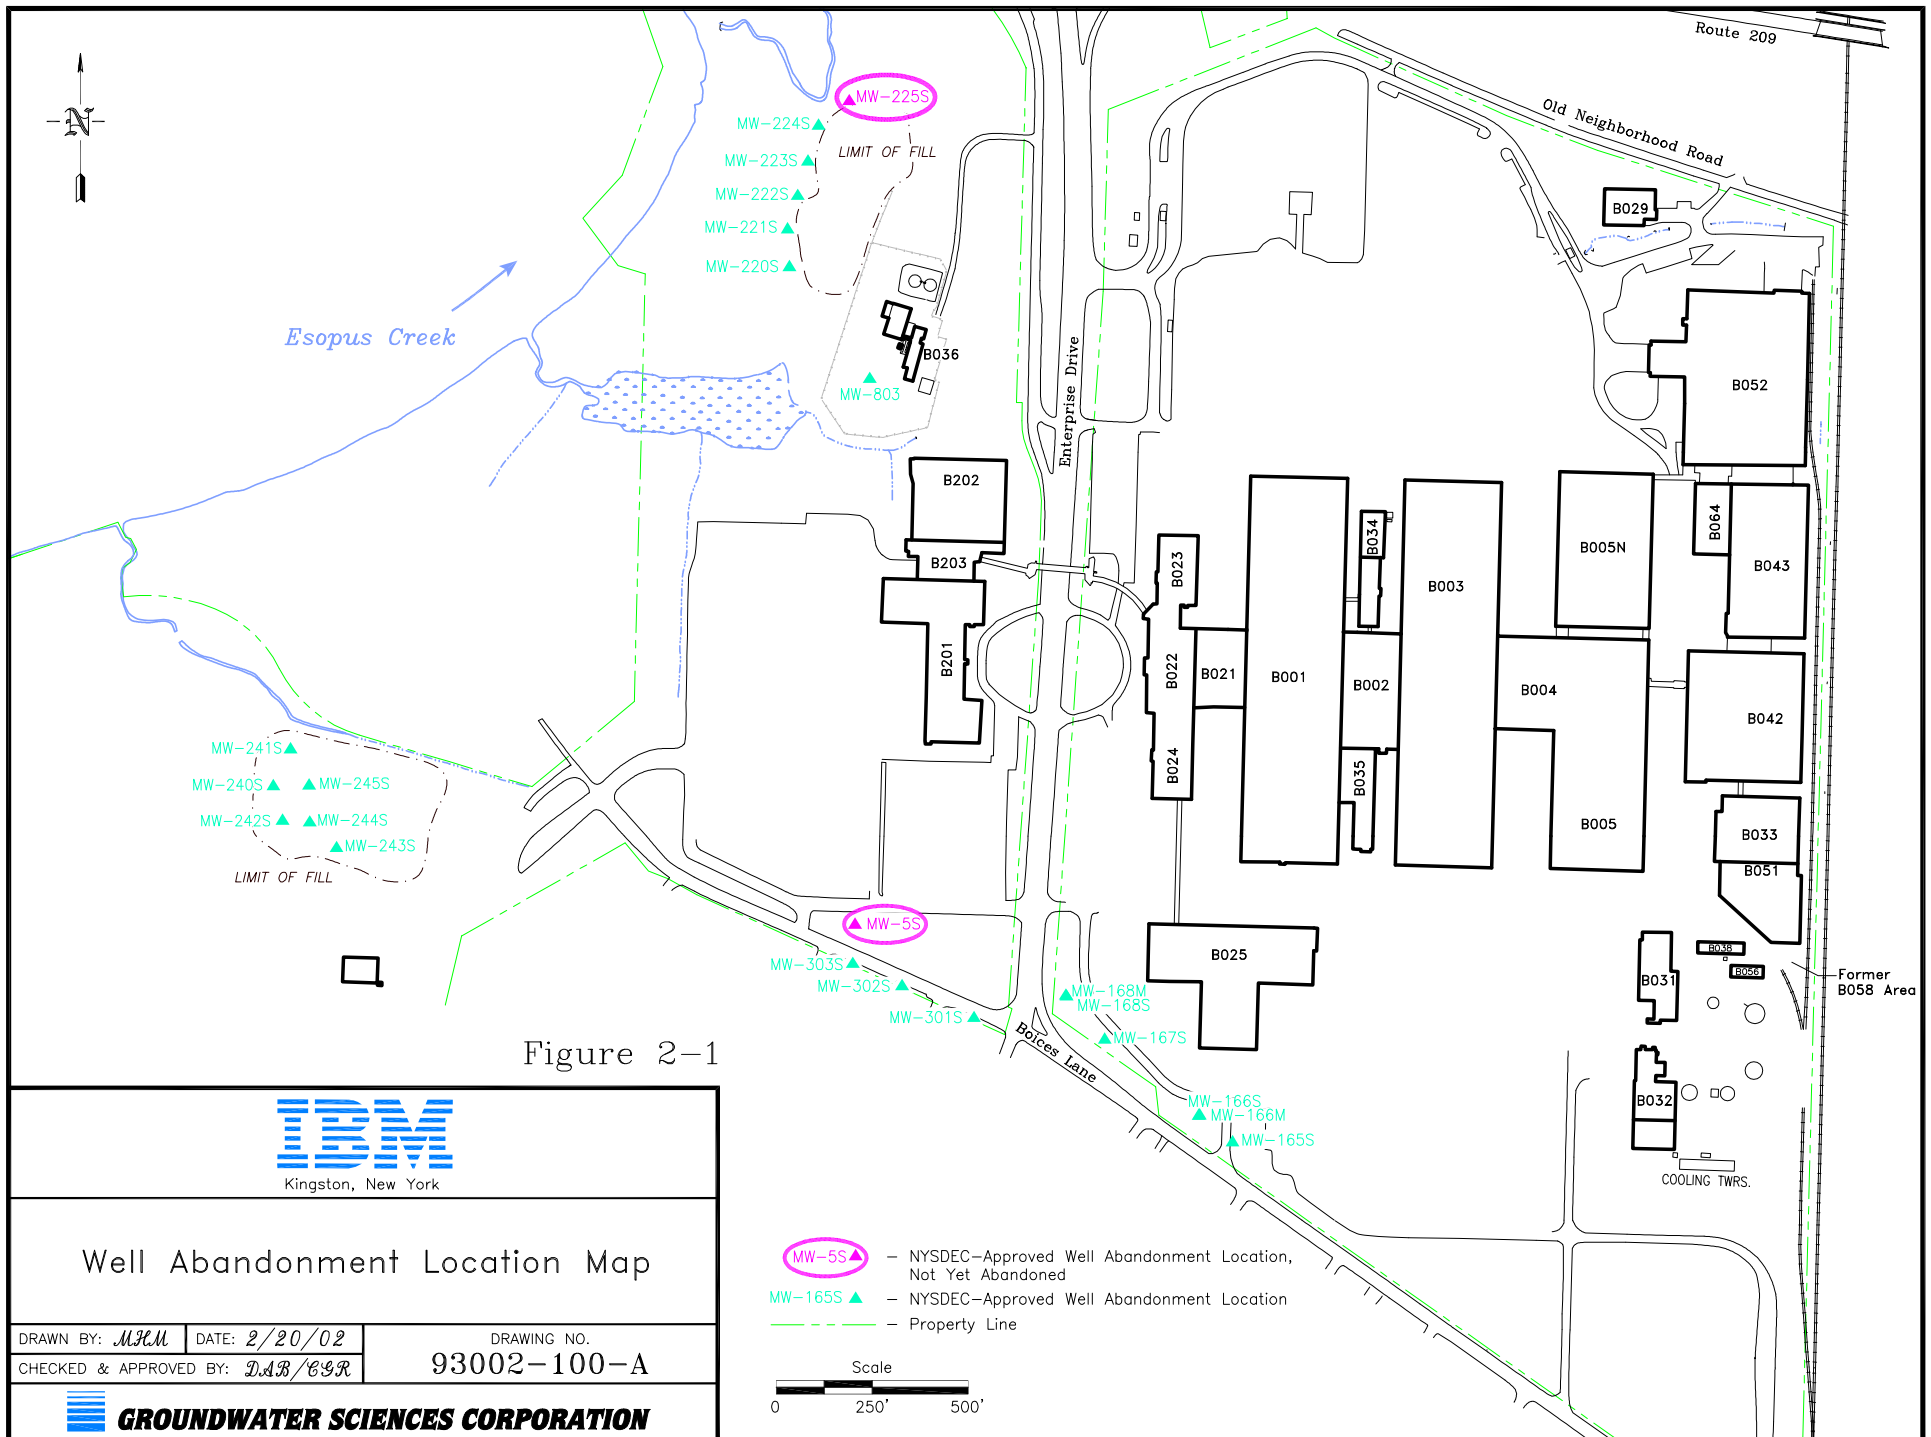 Route 209
N
MW-225S
MW-224S
Old Neighborhood Road
LIMIT OF FILL
MW-223S
MW-222S
B029
MW-221S
MW-220S
Esopus Creek
Enterprise Drive
B036
B052
MW-803
B202
B034
B064
B005N
B203
B023
B003
B043
B201
B022
B021
B001
B002
B004
B042
MW-241S
B024
B035
MW-240S
MW-245S
MW-242S
MW-244S
B005
B033
MW-243S
LIMIT OF FILL
B051
MW-5S
B038
B025
MW-303S
B056
Former
B058 Area
B031
MW-302S
MW-168M
MW-168S
MW-301S
Boices Lane
MW-167S
Figure 2-1
MW-166S
MW-166M
B032
MW-165S
COOLING TWRS.
IBM
Kingston, New York
Well Abandonment Location Map
DRAWN BY: MHM
DATE: 2/20/02
CHECKED & APPROVED BY: DAB/CGR
DRAWING NO.
93002-100-A
GROUNDWATER SCIENCES CORPORATION
MW-5S - NYSDEC-Approved Well Abandonment Location,
Not Yet Abandoned
MW-165S - NYSDEC-Approved Well Abandonment Location
- Property Line
Scale
0 250' 500'